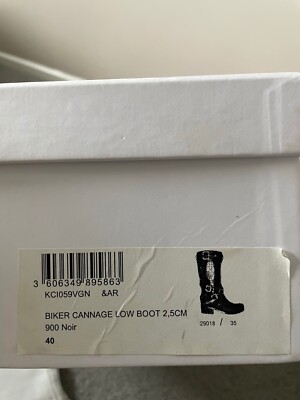 3 606349 895863
KCI059VGN &AR
BIKER CANNAGE LOW BOOT 2,5CM
900 Noir
40
29018 / 35